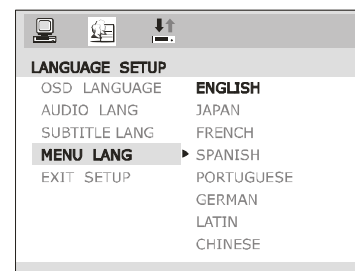 LANGUAGE SETUP
OSD LANGUAGE ENGLISH
AUDIO LANG JAPAN
SUBTITLE LANG FRENCH
MENU LANG SPANISH
EXIT SETUP PORTUGUESE
GERMAN
LATIN
CHINESE